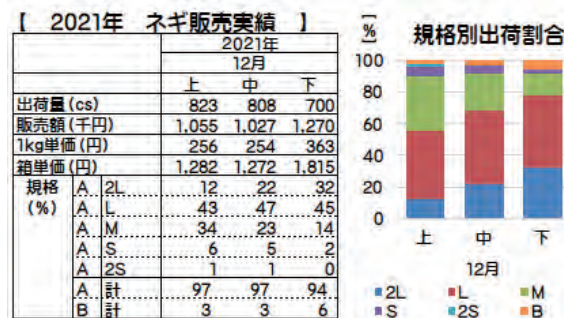 【 2021年 ネギ販売実績 】
2021年
12月
上 中 下
出荷量(cs) 823 808 700
販売額(千円) 1,055 1,027 1,270
1kg単価(円) 256 254 363
箱単価(円) 1,282 1,272 1,815
規格 A 2L 12 22 32
(%) A L 43 47 45
A M 34 23 14
A S 6 5 2
A 2S 1 1 0
A 計 97 97 94
B 計 3 3 6
[%]
規格別出荷割合
100
80
60
40
20
0
上 中 下
12月
2L L M
S 2S B